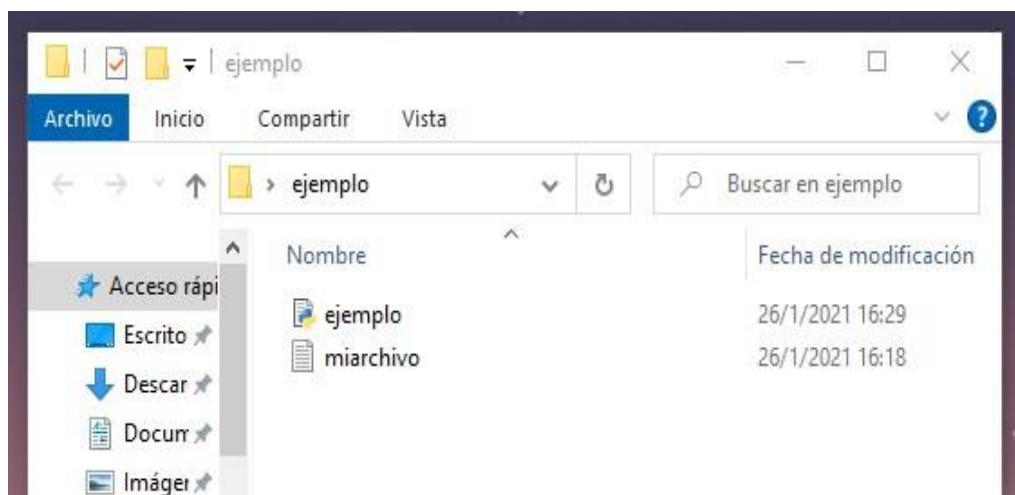 ejemplo
Archivo Inicio Compartir Vista
ejemplo Buscar en ejemplo
Nombre Fecha de modificación
Acceso rápi
ejemplo 26/1/2021 16:29
Escrito
miarchivo 26/1/2021 16:18
Descar
Docum
Imáger